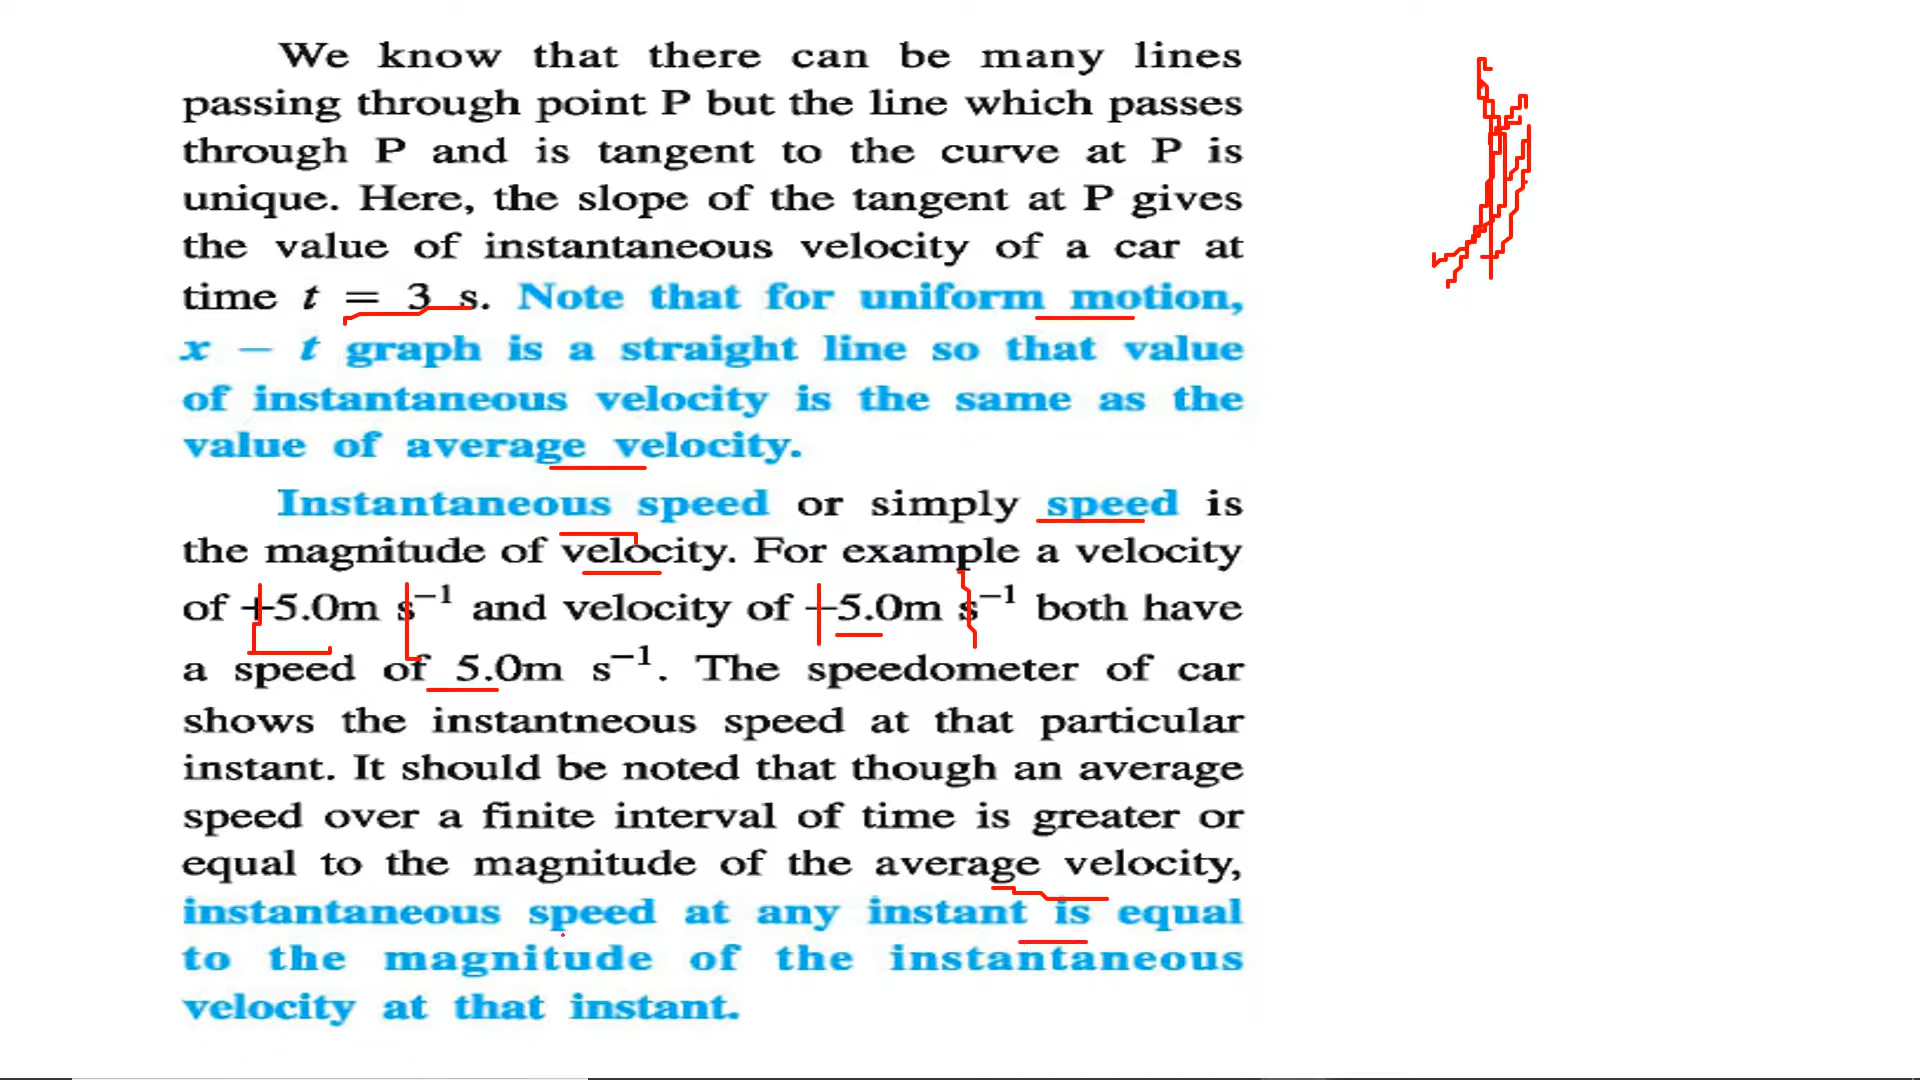 We know that there can be many lines
passing through point P but the line which passes
through P and is tangent to the curve at P is
unique. Here, the slope of the tangent at P gives
the value of instantaneous velocity of a car at
time t = 3 s. Note that for uniform motion,
x − t graph is a straight line so that value
of instantaneous velocity is the same as the
value of average velocity.
Instantaneous speed or simply speed is
the magnitude of velocity. For example a velocity
of +5.0m s⁻¹ and velocity of −5.0m s⁻¹ both have
a speed of 5.0m s⁻¹. The speedometer of car
shows the instantneous speed at that particular
instant. It should be noted that though an average
speed over a finite interval of time is greater or
equal to the magnitude of the average velocity,
instantaneous speed at any instant is equal
to the magnitude of the instantaneous
velocity at that instant.